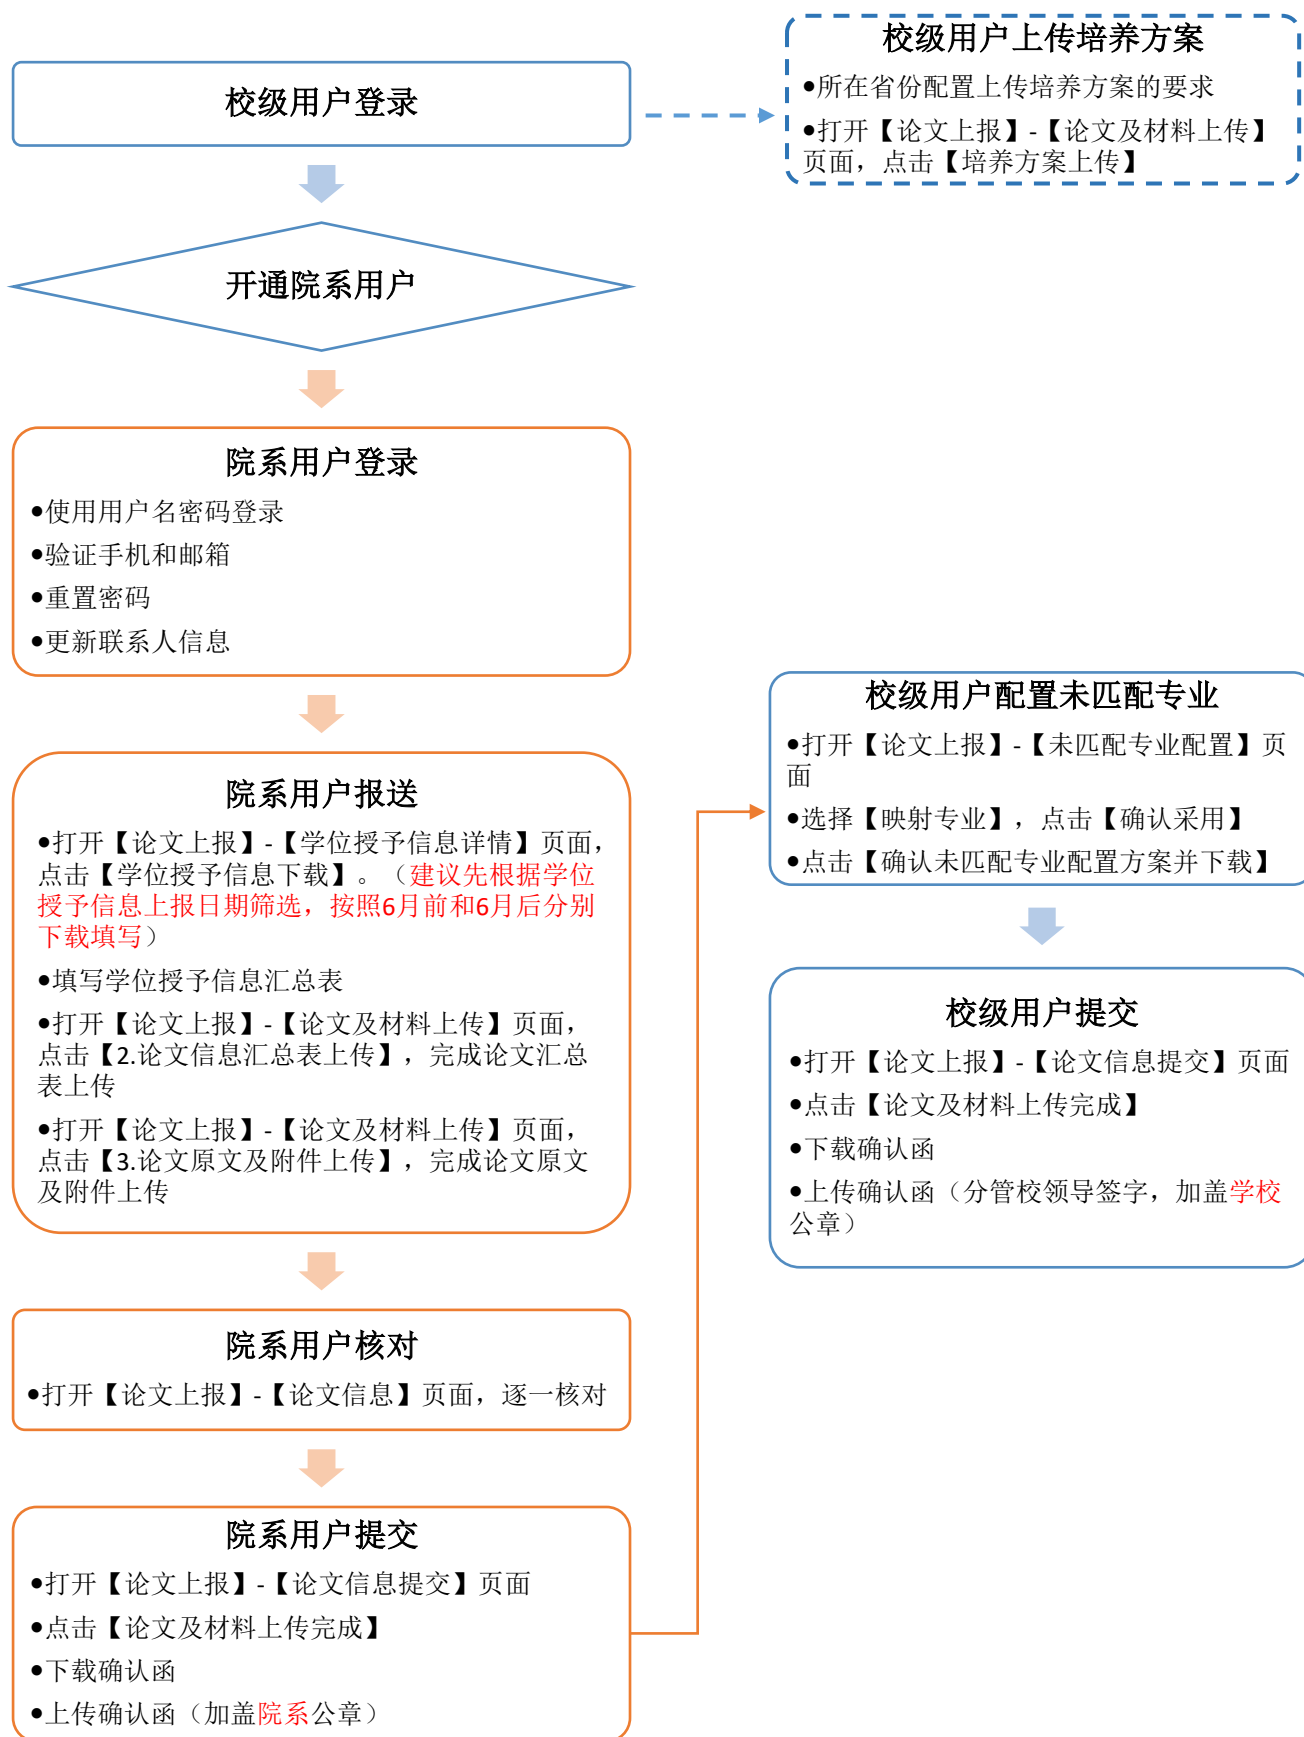 校级用户登录
校级用户上传培养方案
●所在省份配置上传培养方案的要求
●打开【论文上报】-【论文及材料上传】
页面，点击【培养方案上传】
开通院系用户
院系用户登录
●使用用户名密码登录
●验证手机和邮箱
●重置密码
●更新联系人信息
院系用户报送
●打开【论文上报】-【学位授予信息详情】页面，
点击【学位授予信息下载】。（建议先根据学位
授予信息上报日期筛选，按照6月前和6月后分别
下载填写）
●填写学位授予信息汇总表
●打开【论文上报】-【论文及材料上传】页面，
点击【2.论文信息汇总表上传】，完成论文汇总
表上传
●打开【论文上报】-【论文及材料上传】页面，
点击【3.论文原文及附件上传】，完成论文原文
及附件上传
院系用户核对
●打开【论文上报】-【论文信息】页面，逐一核对
院系用户提交
●打开【论文上报】-【论文信息提交】页面
●点击【论文及材料上传完成】
●下载确认函
●上传确认函（加盖院系公章）
校级用户配置未匹配专业
●打开【论文上报】-【未匹配专业配置】页
面
●选择【映射专业】，点击【确认采用】
●点击【确认未匹配专业配置方案并下载】
校级用户提交
●打开【论文上报】-【论文信息提交】页面
●点击【论文及材料上传完成】
●下载确认函
●上传确认函（分管校领导签字，加盖学校
公章）